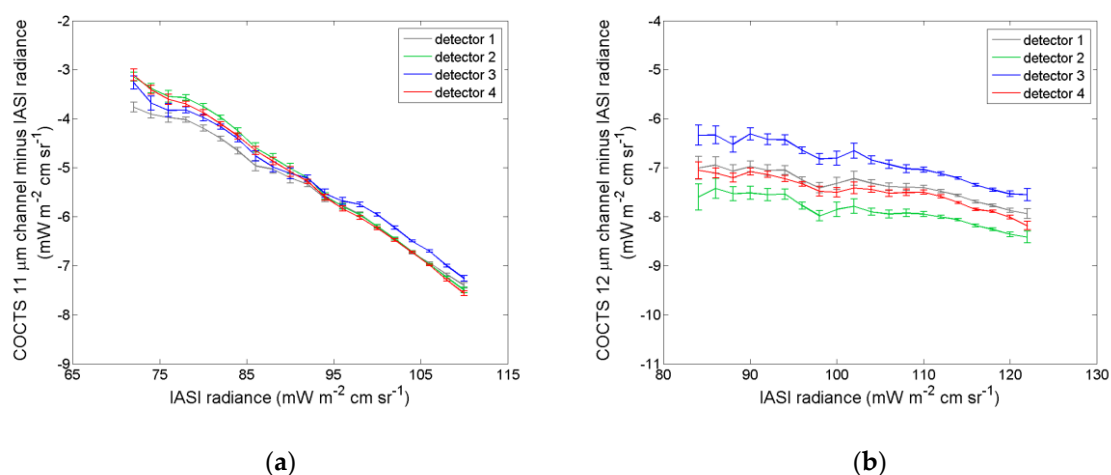 COCTS 11 μm channel minus IASI radiance
(mW m⁻² cm sr⁻¹)
-2
-3
-4
-5
-6
-7
-8
-9
65
75
85
95
105
115
IASI radiance (mW m⁻² cm sr⁻¹)
detector 1
detector 2
detector 3
detector 4
(a)
COCTS 12 μm channel minus IASI radiance
(mW m⁻² cm sr⁻¹)
-4
-5
-6
-7
-8
-9
-10
-11
80
90
100
110
120
130
IASI radiance (mW m⁻² cm sr⁻¹)
detector 1
detector 2
detector 3
detector 4
(b)